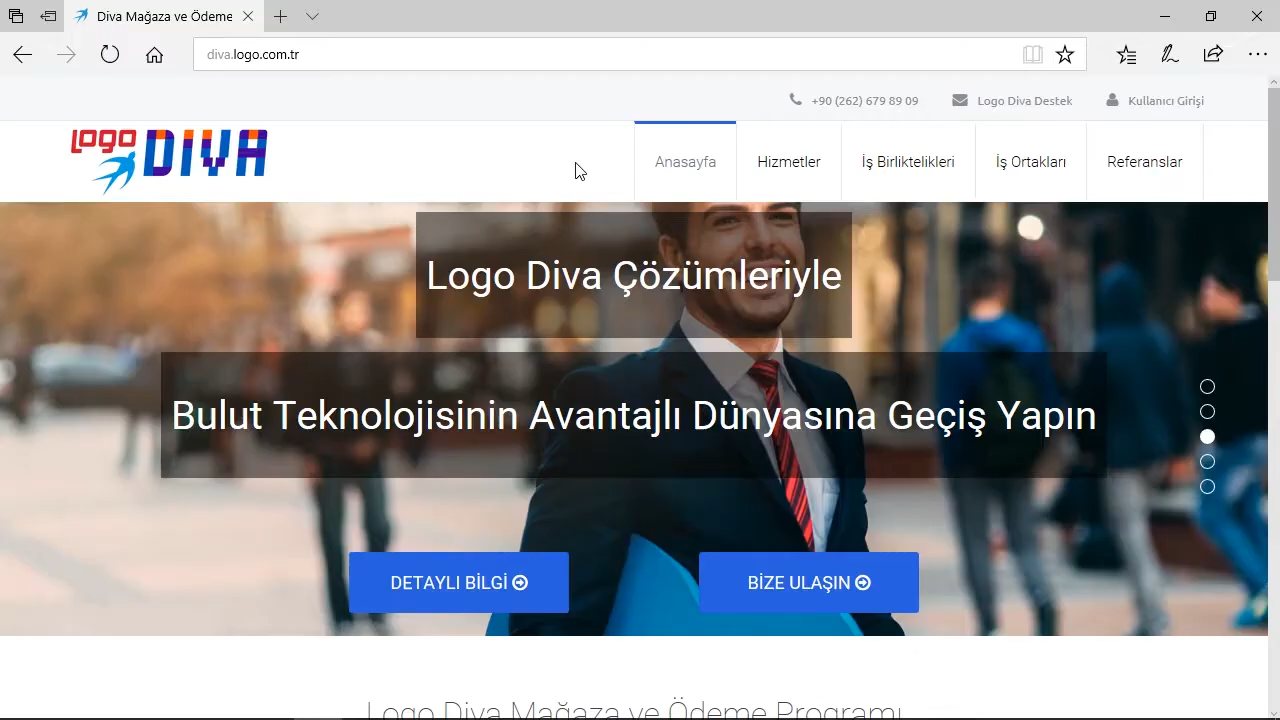 Diva Mağaza ve Ödeme
diva.logo.com.tr
+90 (262) 679 89 09 Logo Diva Destek Kullanıcı Girişi
LOGO DIVA
Anasayfa Hizmetler İş Birliktelikleri İş Ortakları Referanslar
Logo Diva Çözümleriyle
Bulut Teknolojisinin Avantajlı Dünyasına Geçiş Yapın
DETAYLI BİLGİ BİZE ULAŞIN
Logo Diva Mağaza ve Ödeme Programı